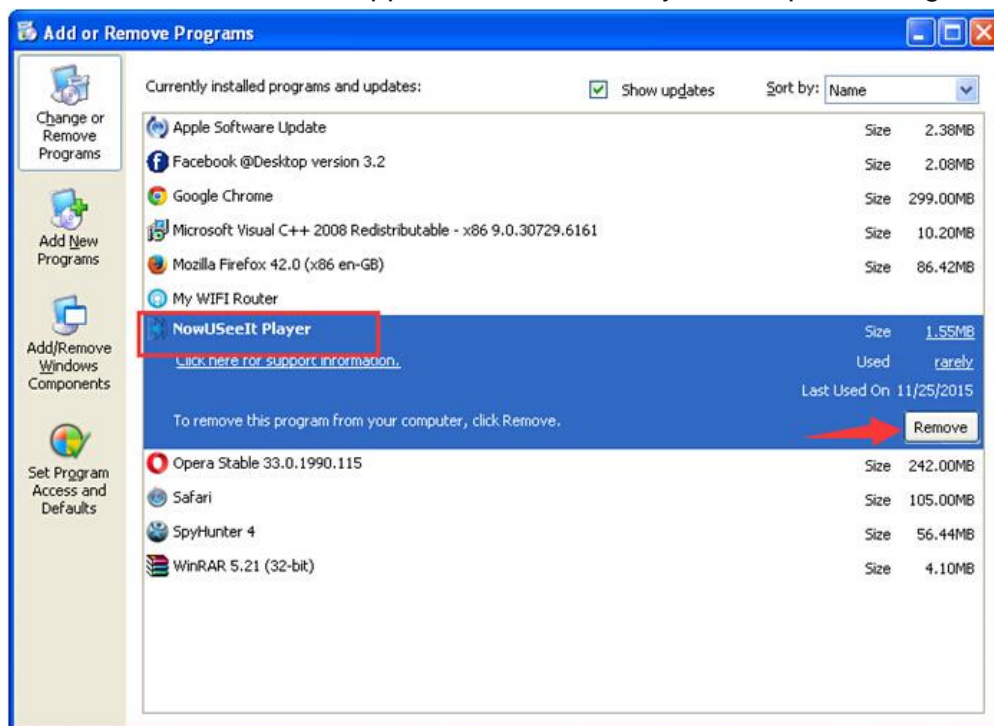 Add or Remove Programs
Currently installed programs and updates:
Show updates
Sort by: Name
Change or
Remove
Programs
Add New
Programs
Add/Remove
Windows
Components
Set Program
Access and
Defaults
Apple Software Update Size 2.38MB
Facebook @Desktop version 3.2 Size 2.08MB
Google Chrome Size 299.00MB
Microsoft Visual C++ 2008 Redistributable - x86 9.0.30729.6161 Size 10.20MB
Mozilla Firefox 42.0 (x86 en-GB) Size 86.42MB
My WIFI Router
NowUSeeIt Player Size 1.55MB
Click here for support information. Used rarely
Last Used On 11/25/2015
To remove this program from your computer, click Remove. Remove
Opera Stable 33.0.1990.115 Size 242.00MB
Safari Size 105.00MB
SpyHunter 4 Size 56.44MB
WinRAR 5.21 (32-bit) Size 4.10MB